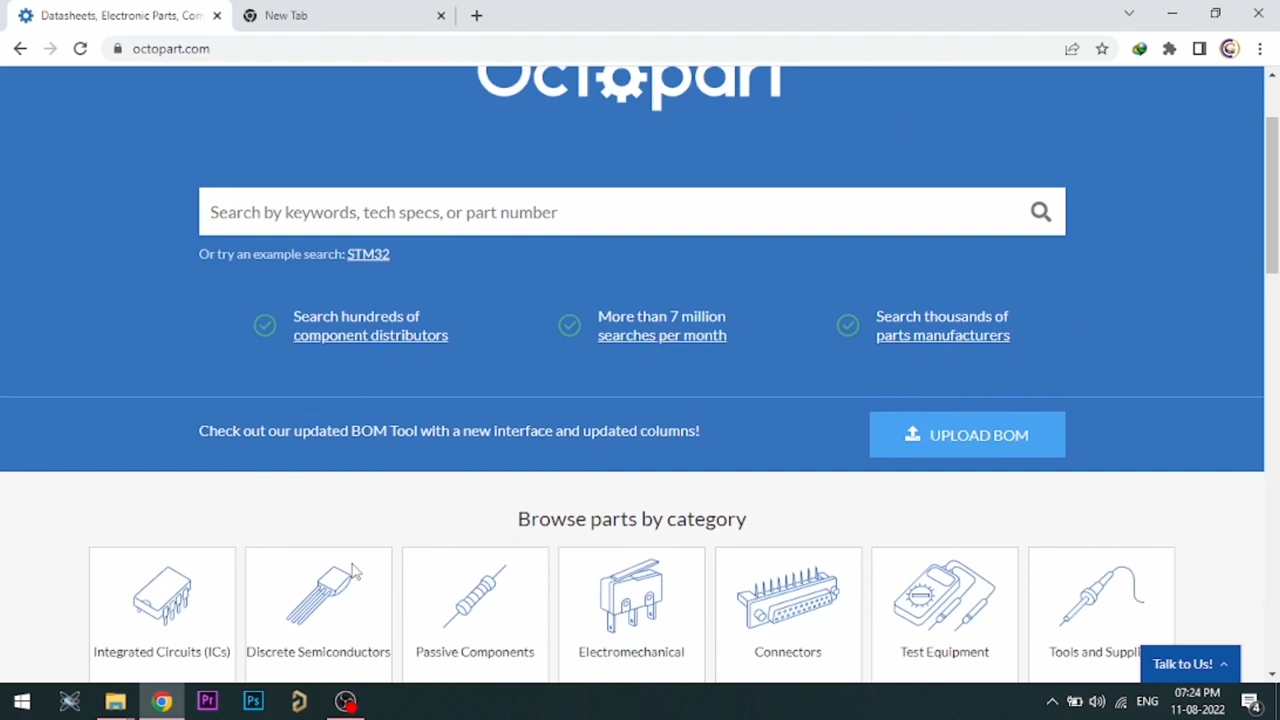 Datasheets, Electronic Parts, Com
New Tab
octopart.com
Octopart
Search by keywords, tech specs, or part number
Or try an example search: STM32
Search hundreds of
component distributors
More than 7 million
searches per month
Search thousands of
parts manufacturers
Check out our updated BOM Tool with a new interface and updated columns!
UPLOAD BOM
Browse parts by category
Integrated Circuits (ICs)
Discrete Semiconductors
Passive Components
Electromechanical
Connectors
Test Equipment
Tools and Suppli
Talk to Us!
Pr
Ps
ENG
07:24 PM
11-08-2022
4